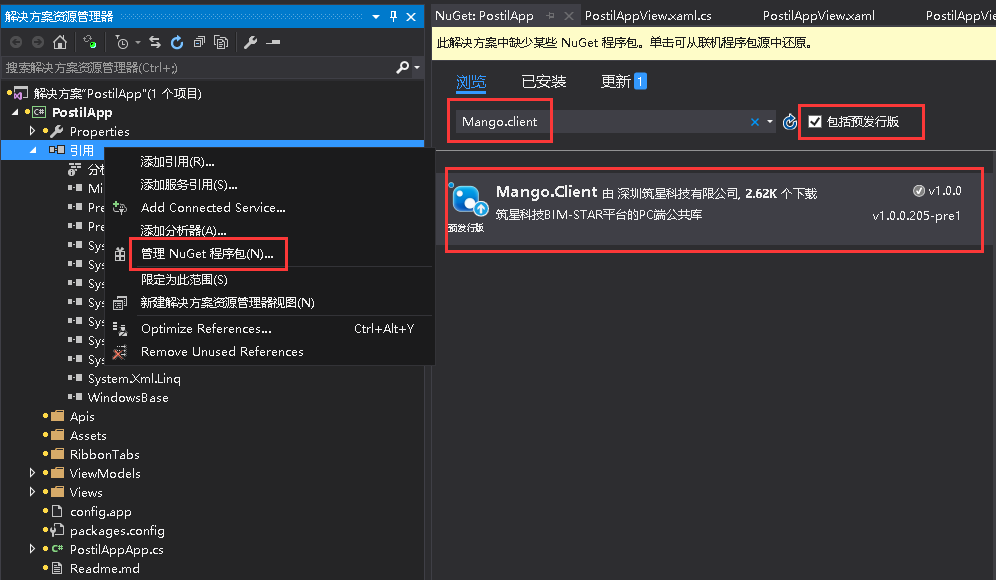 解决方案资源管理器
搜索解决方案资源管理器(Ctrl+;)
解决方案"PostilApp"(1 个项目)
PostilApp
Properties
引用
分
Mi
Pre
Pre
Sys
Sys
Sys
Sys
Sys
Sys
Sys
System.Xml.Linq
WindowsBase
Apis
Assets
RibbonTabs
ViewModels
Views
config.app
packages.config
PostilAppApp.cs
Readme.md
添加引用(R)...
添加服务引用(S)...
Add Connected Service...
添加分析器(A)...
管理 NuGet 程序包(N)...
限定为此范围(S)
新建解决方案资源管理器视图(N)
Optimize References... Ctrl+Alt+Y
Remove Unused References
NuGet: PostilApp PostilAppView.xaml.cs PostilAppView.xaml PostilAppVie
此解决方案中缺少某些 NuGet 程序包。单击可从联机程序包源中还原。
浏览 已安装 更新 1
Mango.client 包括预发行版
Mango.Client 由 深圳筑星科技有限公司, 2.62K 个下载 v1.0.0
筑星科技BIM-STAR平台的PC端公共库 v1.0.0.205-pre1
预发行版